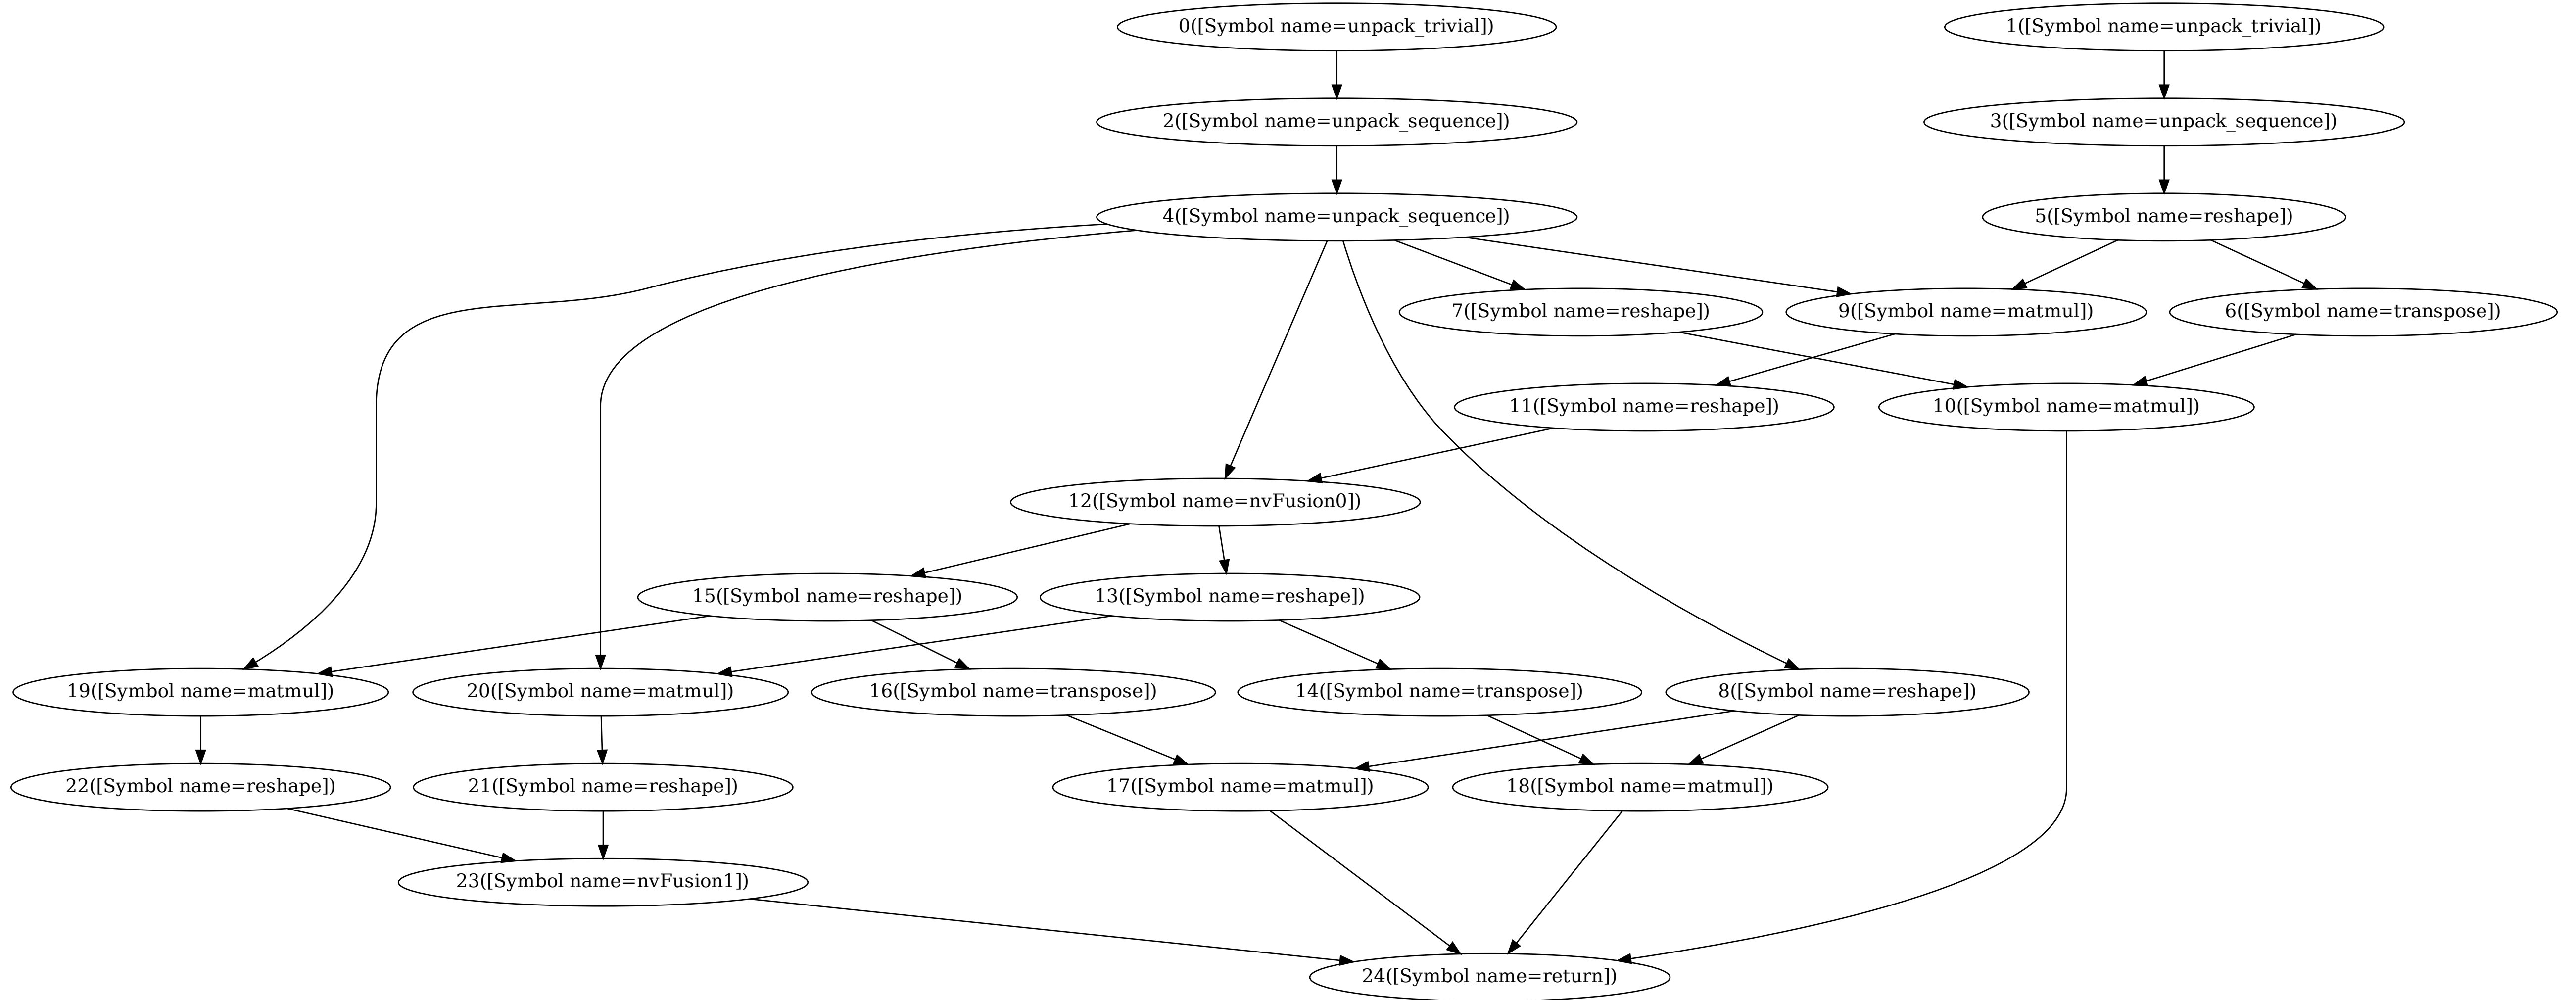 0([Symbol name=unpack_trivial])
1([Symbol name=unpack_trivial])
2([Symbol name=unpack_sequence])
3([Symbol name=unpack_sequence])
4([Symbol name=unpack_sequence])
5([Symbol name=reshape])
7([Symbol name=reshape])
9([Symbol name=matmul])
6([Symbol name=transpose])
11([Symbol name=reshape])
10([Symbol name=matmul])
12([Symbol name=nvFusion0])
15([Symbol name=reshape])
13([Symbol name=reshape])
19([Symbol name=matmul])
20([Symbol name=matmul])
16([Symbol name=transpose])
14([Symbol name=transpose])
8([Symbol name=reshape])
22([Symbol name=reshape])
21([Symbol name=reshape])
17([Symbol name=matmul])
18([Symbol name=matmul])
23([Symbol name=nvFusion1])
24([Symbol name=return])